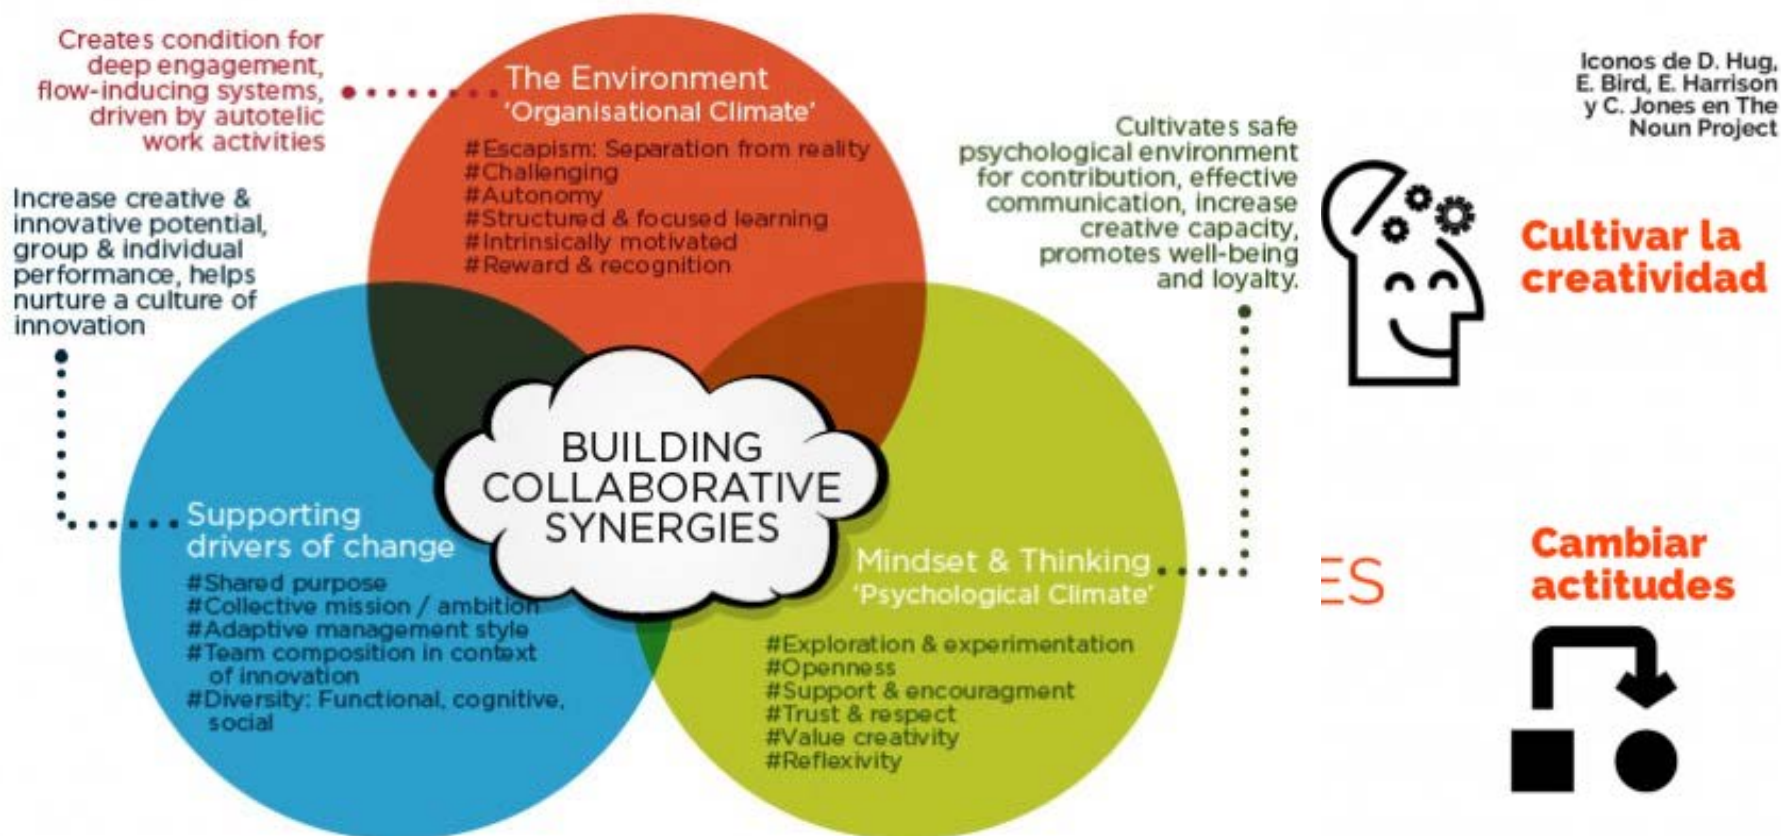 Creates condition for
deep engagement,
flow-inducing systems,
driven by autotelic
work activities
The Environment
'Organisational Climate'
#Escapism: Separation from reality
#Challenging
#Autonomy
#Structured & focused learning
#Intrinsically motivated
#Reward & recognition
Increase creative &
innovative potential,
group & individual
performance, helps
nurture a culture of
innovation
Cultivates safe
psychological environment
for contribution, effective
communication, increase
creative capacity,
promotes well-being
and loyalty.
BUILDING
COLLABORATIVE
SYNERGIES
Supporting
drivers of change
#Shared purpose
#Collective mission / ambition
#Adaptive management style
#Team composition in context
of innovation
#Diversity: Functional, cognitive,
social
Mindset & Thinking
'Psychological Climate'
#Exploration & experimentation
#Openness
#Support & encouragment
#Trust & respect
#Value creativity
#Reflexivity
Iconos de D. Hug,
E. Bird, E. Harrison
y C. Jones en The
Noun Project
Cultivar la
creatividad
ES
Cambiar
actitudes